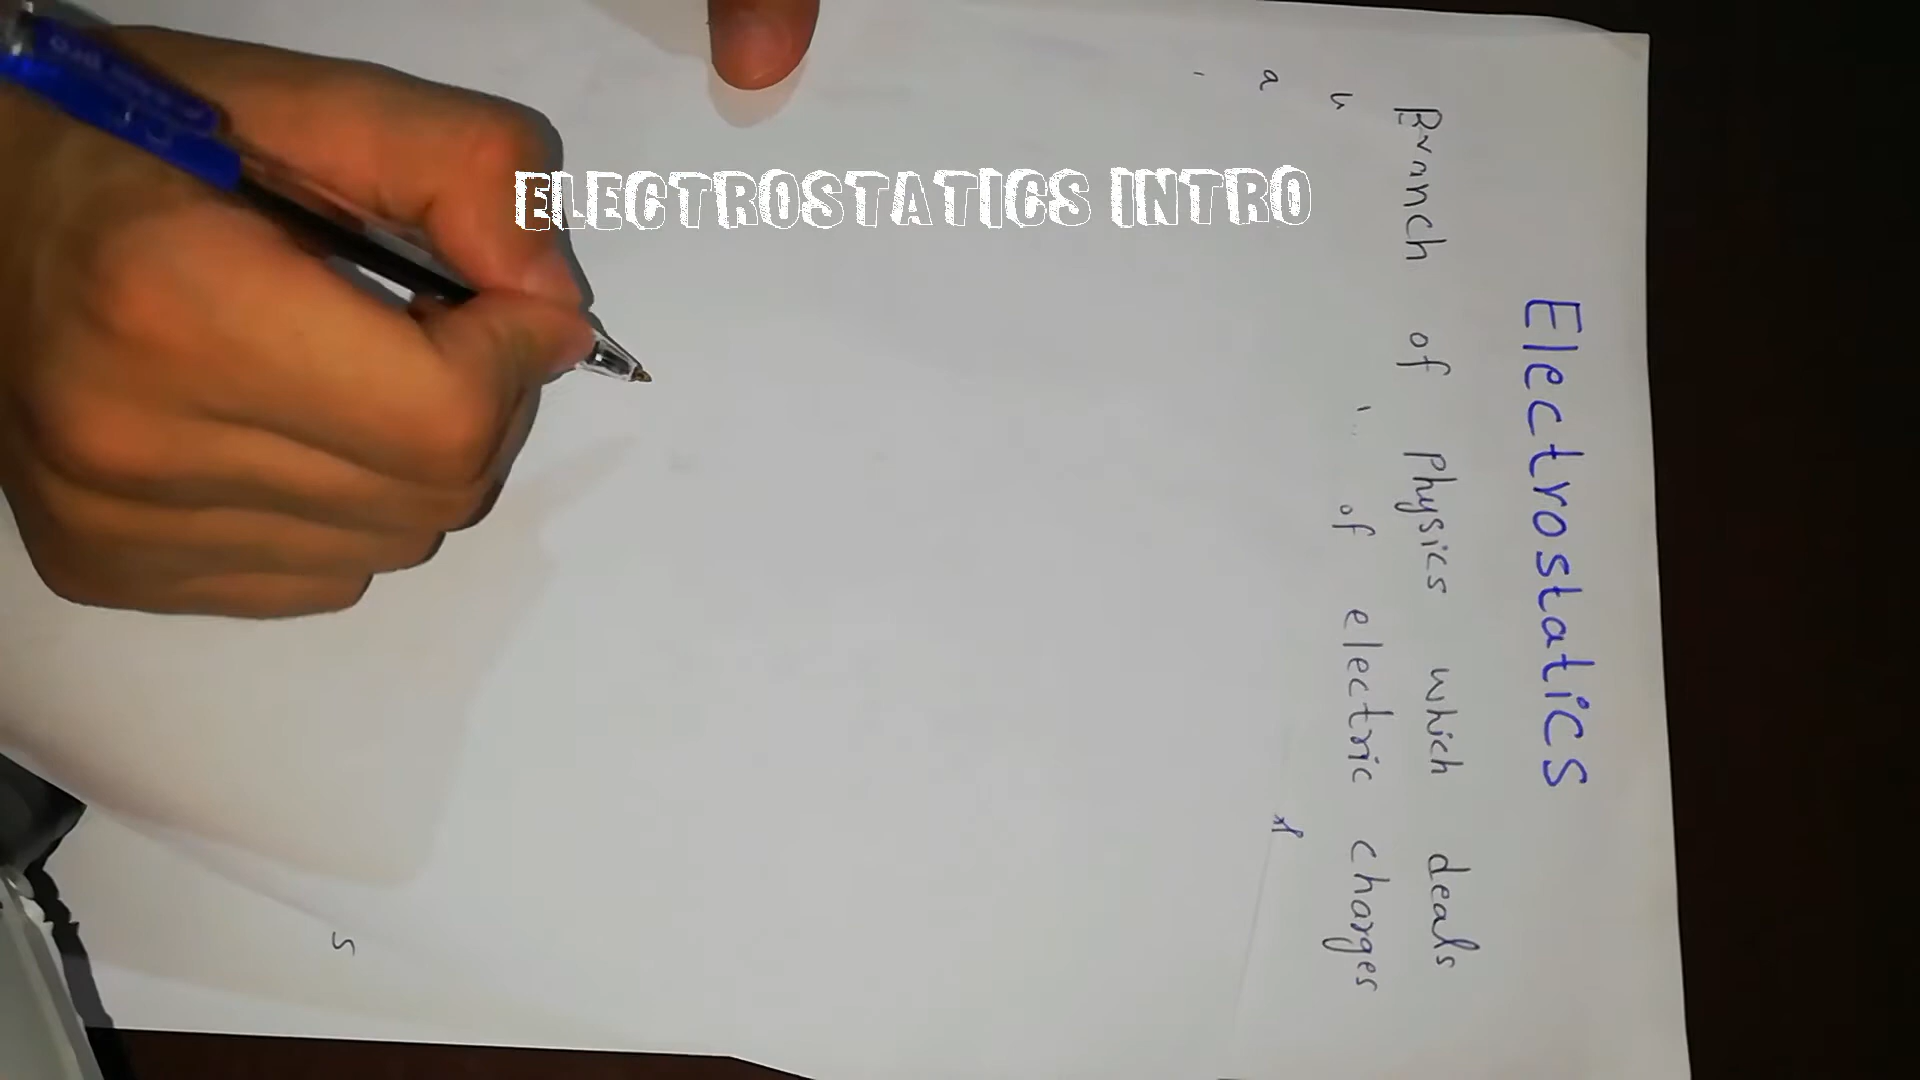 ELECTROSTATICS INTRO
Electrostatics
Branch of Physics which deals
of electric charges
a
s